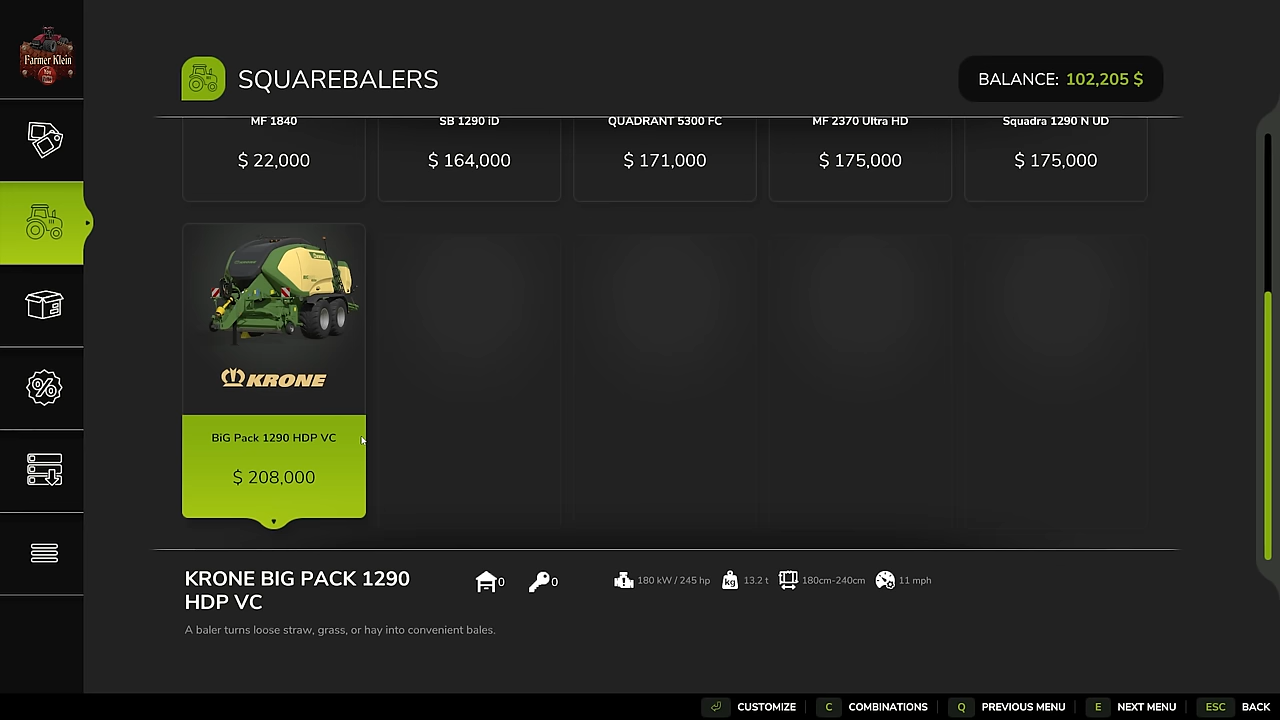 Farmer Klein
You
SQUAREBALERS
BALANCE: 102,205 $
MF 1840
SB 1290 iD
QUADRANT 5300 FC
MF 2370 Ultra HD
Squadra 1290 N UD
$ 22,000
$ 164,000
$ 171,000
$ 175,000
$ 175,000
KRONE
BiG Pack 1290 HDP VC
$ 208,000
KRONE BIG PACK 1290
HDP VC
0
0
kg
180 kW / 245 hp
13.2 t
180cm-240cm
11 mph
A baler turns loose straw, grass, or hay into convenient bales.
CUSTOMIZE
C COMBINATIONS
Q PREVIOUS MENU
E NEXT MENU
ESC BACK